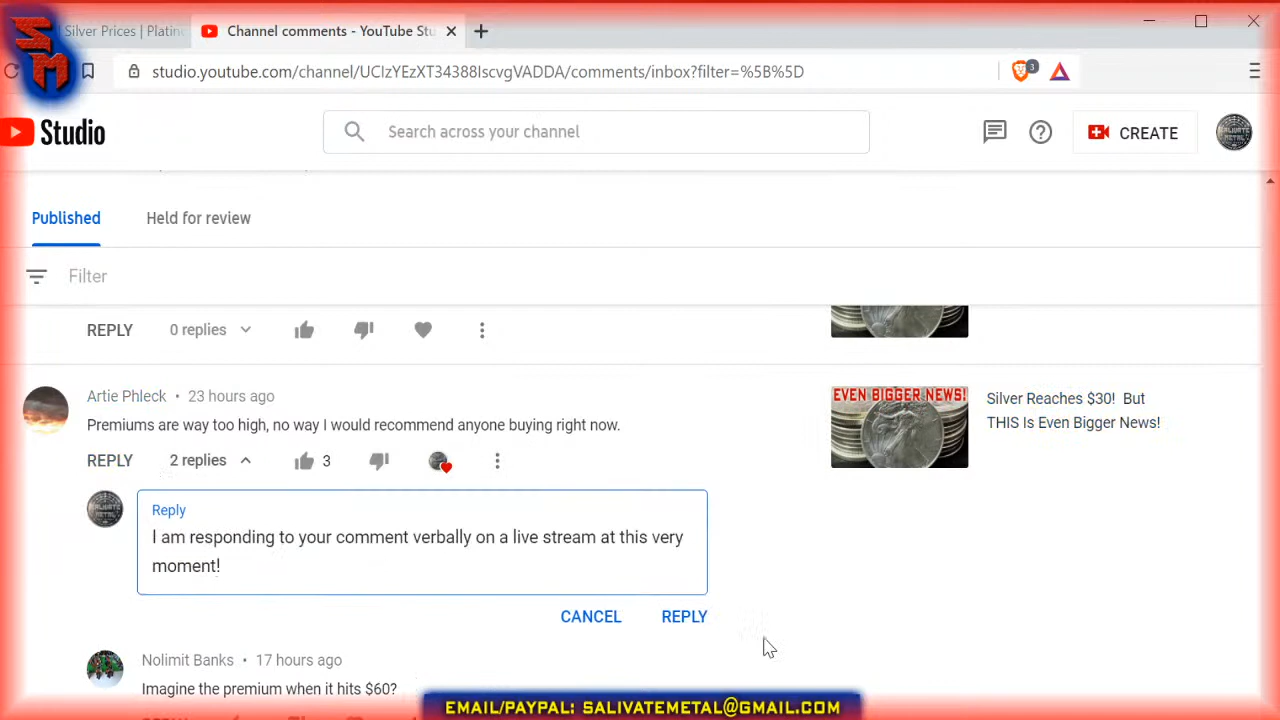 SM
Silver Prices | Platin
Channel comments - YouTube Stu
studio.youtube.com/channel/UCIzYEzXT34388IscvgVADDA/comments/inbox?filter=%5B%5D
3
Studio
Search across your channel
CREATE
Published
Held for review
Filter
REPLY 0 replies
Artie Phleck • 23 hours ago
Premiums are way too high, no way I would recommend anyone buying right now.
REPLY 2 replies 3
EVEN BIGGER NEWS!
Silver Reaches $30! But
THIS Is Even Bigger News!
SALIVATE
METAL
Reply
I am responding to your comment verbally on a live stream at this very
moment!
CANCEL REPLY
Nolimit Banks • 17 hours ago
Imagine the premium when it hits $60?
EMAIL/PAYPAL: SALIVATEMETAL@GMAIL.COM